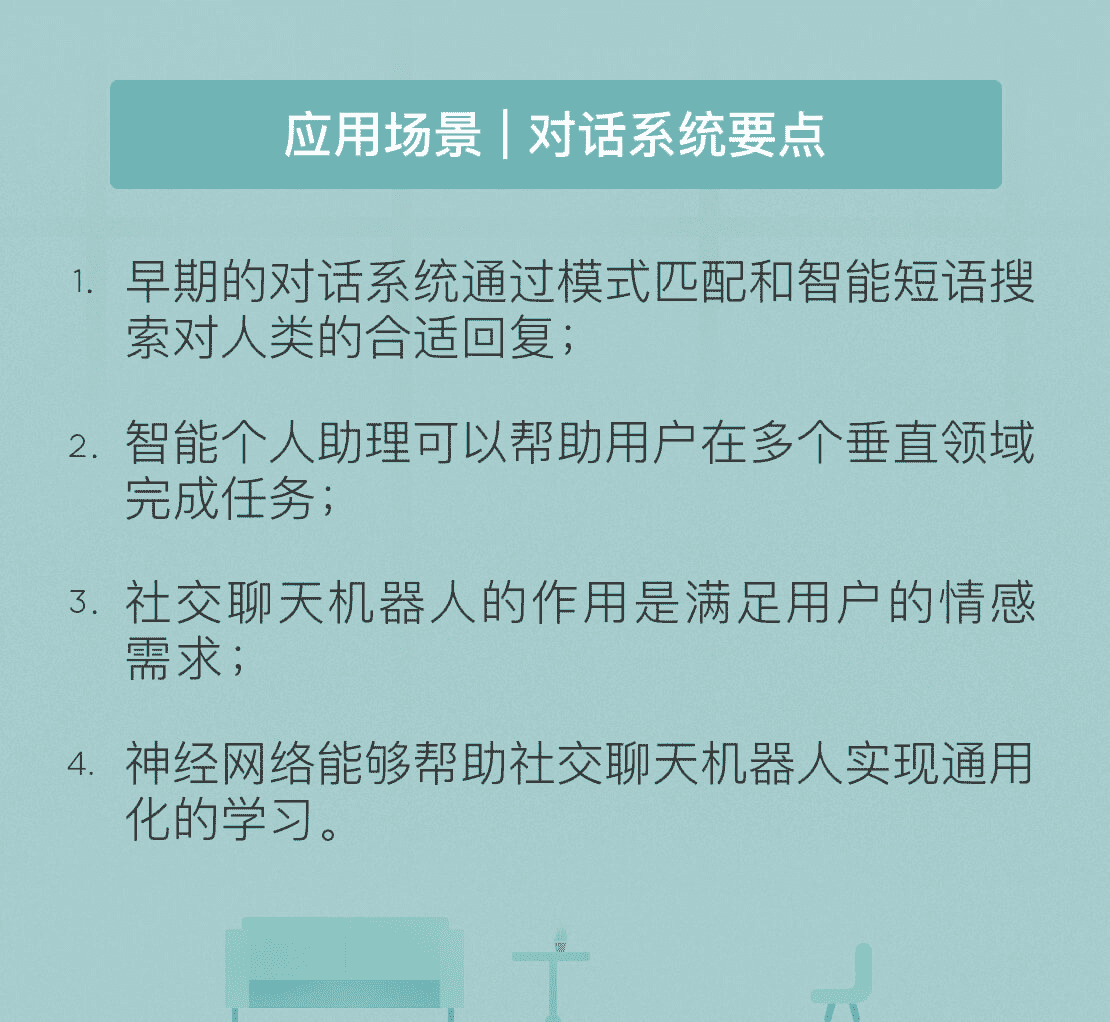 应用场景 | 对话系统要点
1. 早期的对话系统通过模式匹配和智能短语搜
索对人类的合适回复；
2. 智能个人助理可以帮助用户在多个垂直领域
完成任务；
3. 社交聊天机器人的作用是满足用户的情感
需求；
4. 神经网络能够帮助社交聊天机器人实现通用
化的学习。